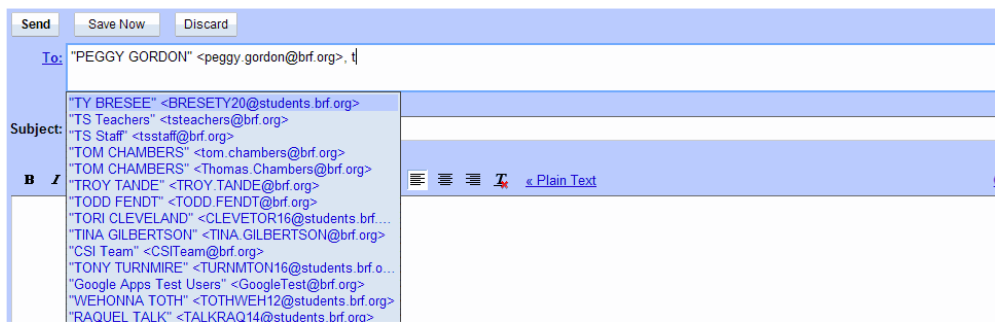 Send Save Now Discard
To: "PEGGY GORDON" <peggy.gordon@brf.org>, t
"TY BRESEE" <BRESETY20@students.brf.org>
"TS Teachers" <tsteachers@brf.org>
Subject:
"TS Staff" <tsstaff@brf.org>
"TOM CHAMBERS" <tom.chambers@brf.org>
"TOM CHAMBERS" <Thomas.Chambers@brf.org>
B I "TROY TANDE" <TROY.TANDE@brf.org> T « Plain Text
"TODD FENDT" <TODD.FENDT@brf.org>
"TORI CLEVELAND" <CLEVETOR16@students.brf....
"TINA GILBERTSON" <TINA.GILBERTSON@brf.org>
"CSI Team" <CSITeam@brf.org>
"TONY TURNMIRE" <TURNMTON16@students.brf.o...
"Google Apps Test Users" <GoogleTest@brf.org>
"WEHONNA TOTH" <TOTHWEH12@students.brf.org>
"RAQUEL TALK" <TALKRAQ14@students.brf.org>